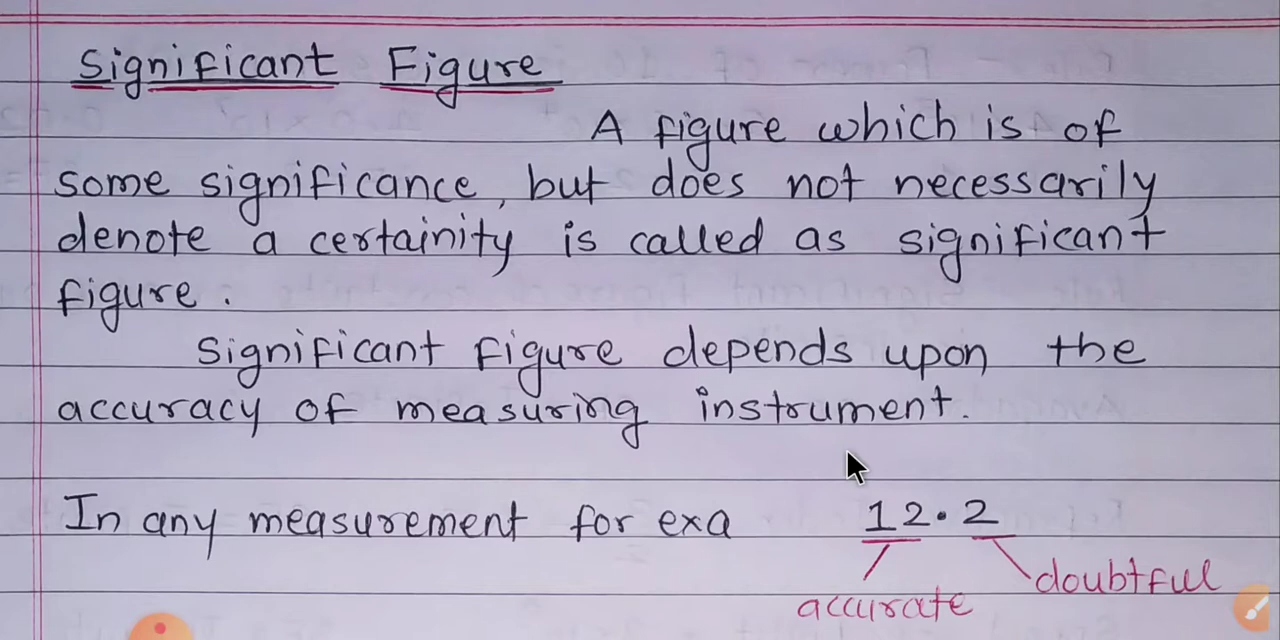 Significant Figure
A figure which is of
some significance, but does not necessarily
denote a certainity is called as significant
figure.
Significant figure depends upon the
accuracy of measuring instrument.
In any measurement for exa 12.2
doubtful
accurate